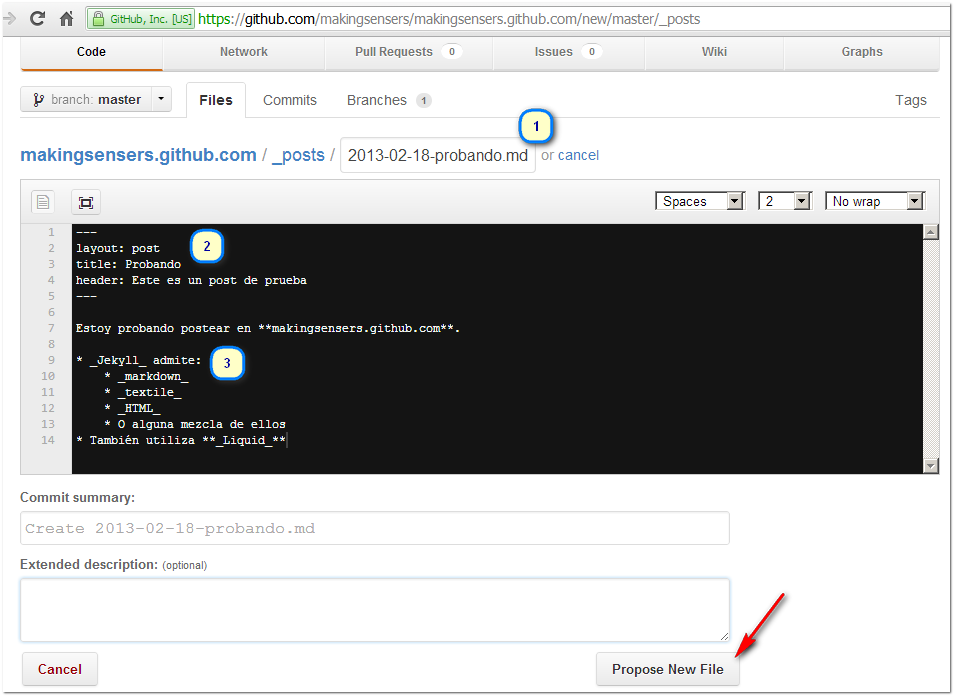 GitHub, Inc. [US] https://github.com/makingsensers/makingsensers.github.com/new/master/_posts
Code Network Pull Requests 0 Issues 0 Wiki Graphs
branch: master Files Commits Branches 1 Tags
1
makingsensers.github.com / _posts / 2013-02-18-probando.md or cancel
Spaces 2 No wrap
1 ---
2 layout: post
2
3 title: Probando
4 header: Este es un post de prueba
5 ---
6
7 Estoy probando postear en **makingsensers.github.com**.
8
9 * _Jekyll_ admite:
3
10 * _markdown_
11 * _textile_
12 * _HTML_
13 * O alguna mezcla de ellos
14 * También utiliza **_Liquid_**
Commit summary:
Create 2013-02-18-probando.md
Extended description: (optional)
Cancel Propose New File